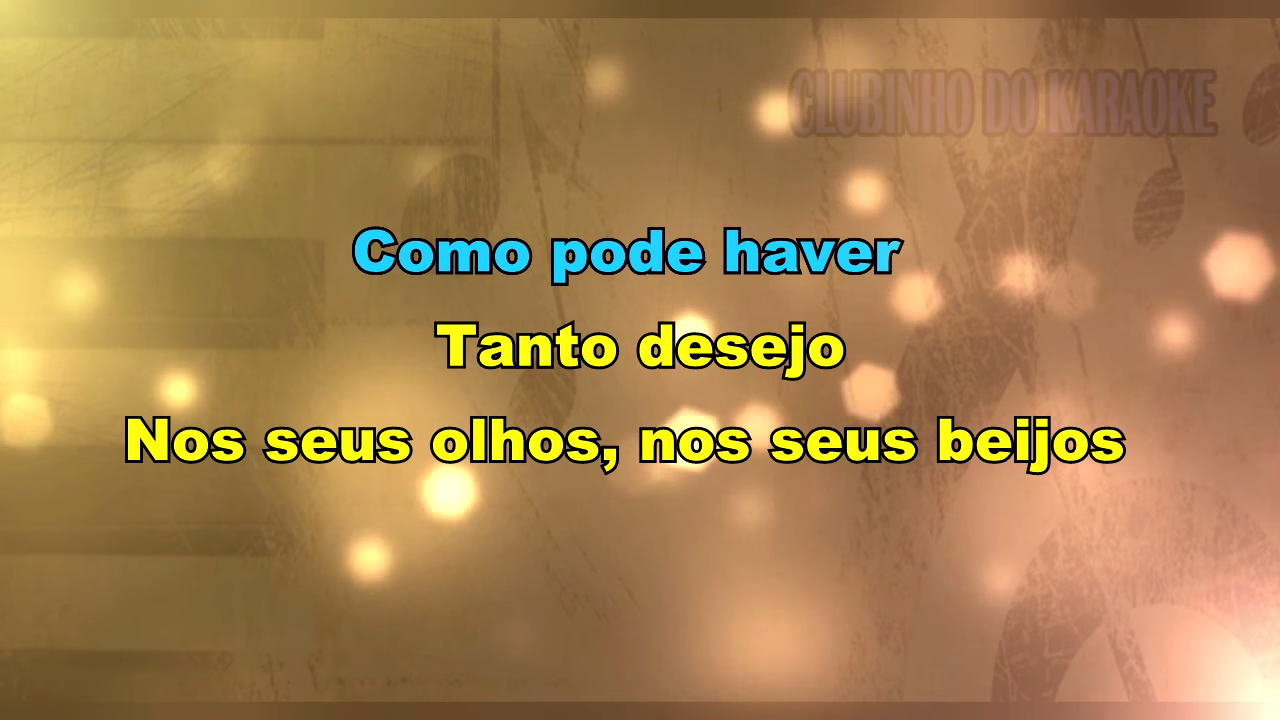 CLUBINHO DO KARAOKE
Como pode haver
Tanto desejo
Nos seus olhos, nos seus beijos